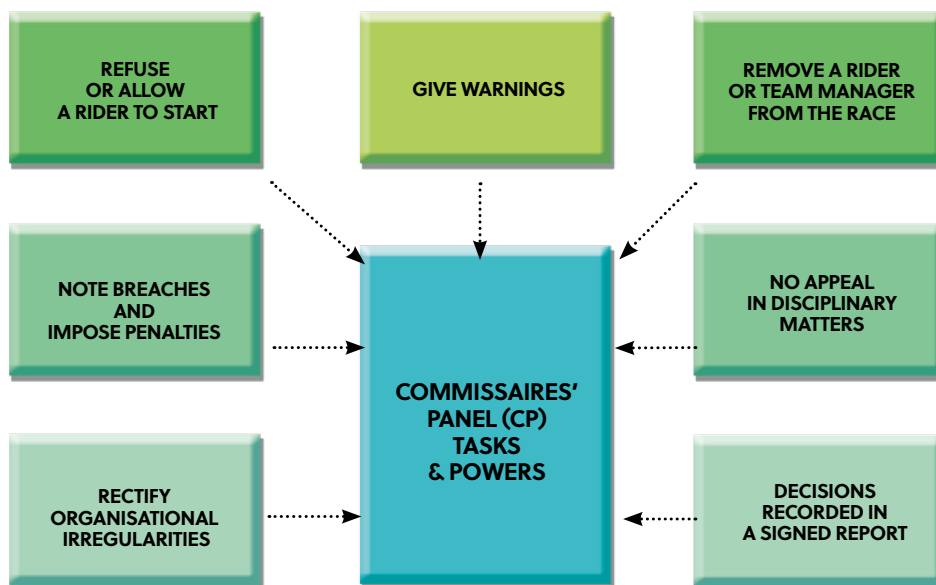 REFUSE
OR ALLOW
A RIDER TO START
GIVE WARNINGS
REMOVE A RIDER
OR TEAM MANAGER
FROM THE RACE
NOTE BREACHES
AND
IMPOSE PENALTIES
NO APPEAL
IN DISCIPLINARY
MATTERS
COMMISSAIRES’
PANEL (CP)
TASKS
& POWERS
RECTIFY
ORGANISATIONAL
IRREGULARITIES
DECISIONS
RECORDED IN
A SIGNED REPORT